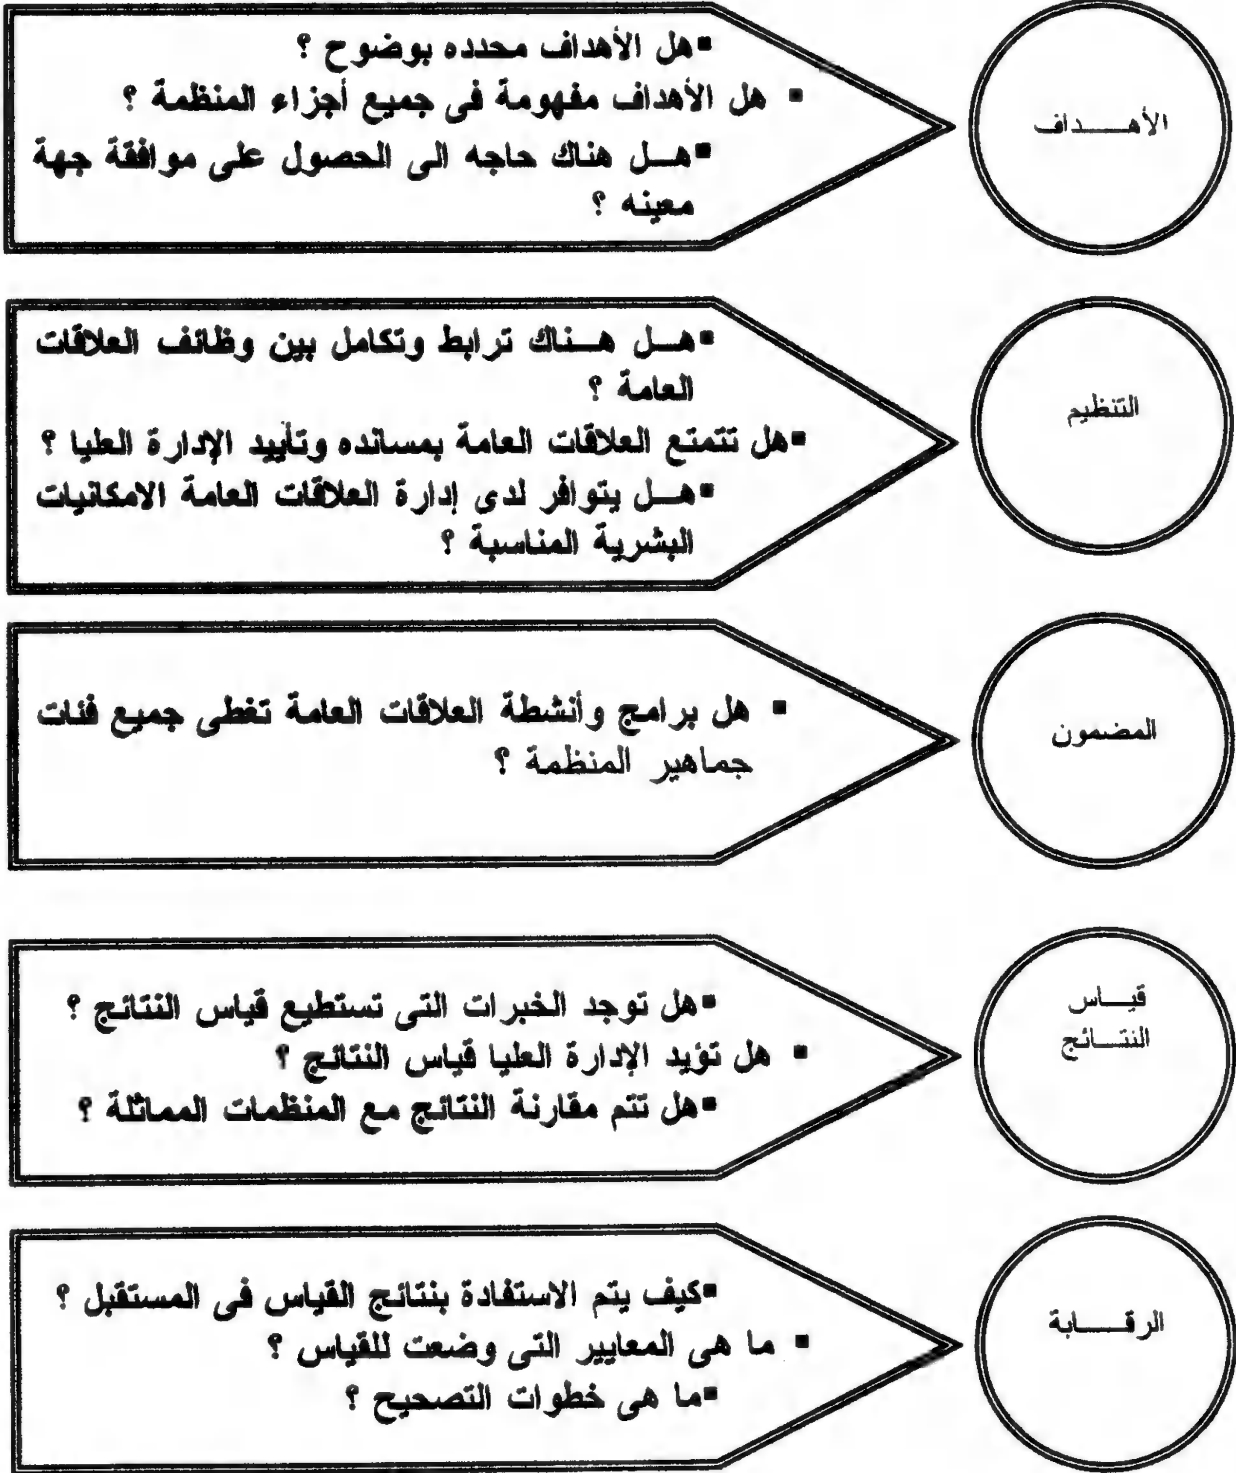 الأهــــداف
▪هل الأهداف محدده بوضوح ؟
▪ هل الأهداف مفهومة فى جميع أجزاء المنظمة ؟
▪هــل هناك حاجه الى الحصول على موافقة جهة
معينه ؟
التنظيم
▪هــل هــناك ترابط وتكامل بين وظائف العلاقات
العامة ؟
▪هل تتمتع العلاقات العامة بمسانده وتأييد الإدارة العليا ؟
▪هــل يتوافر لدى إدارة العلاقات العامة الامكانيات
البشرية المناسبة ؟
المضمون
▪ هل برامج وأنشطة العلاقات العامة تغطى جميع فئات
جماهير المنظمة ؟
قيــاس
النتــائج
▪هل توجد الخبرات التى تستطيع قياس النتائج ؟
▪ هل تؤيد الإدارة العليا قياس النتائج ؟
▪هل تتم مقارنة النتائج مع المنظمات المماثلة ؟
الرقــــابة
▪كيف يتم الاستفادة بنتائج القياس فى المستقبل ؟
▪ ما هى المعايير التى وضعت للقياس ؟
▪ما هى خطوات التصحيح ؟